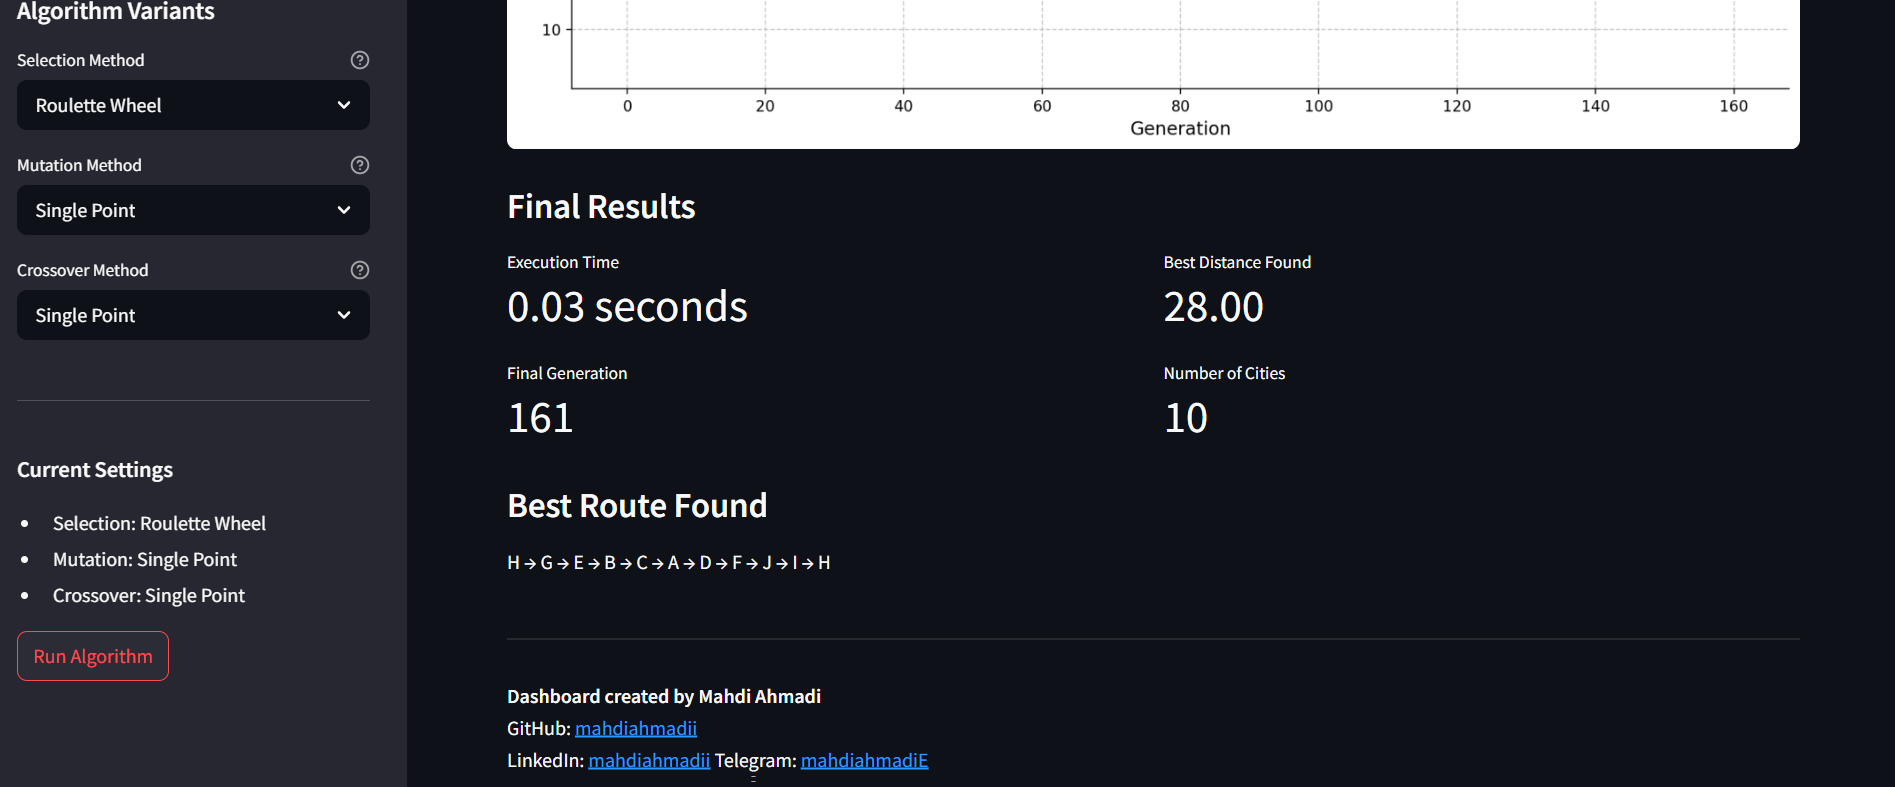 Algorithm Variants
Selection Method
Roulette Wheel
Mutation Method
Single Point
Crossover Method
Single Point
Current Settings
Selection: Roulette Wheel
Mutation: Single Point
Crossover: Single Point
Run Algorithm
10
0 20 40 60 80 100 120 140 160
Generation
Final Results
Execution Time
0.03 seconds
Best Distance Found
28.00
Final Generation
161
Number of Cities
10
Best Route Found
H → G → E → B → C → A → D → F → J → I → H
Dashboard created by Mahdi Ahmadi
GitHub: mahdiahmadii
LinkedIn: mahdiahmadii Telegram: mahdiahmadiE